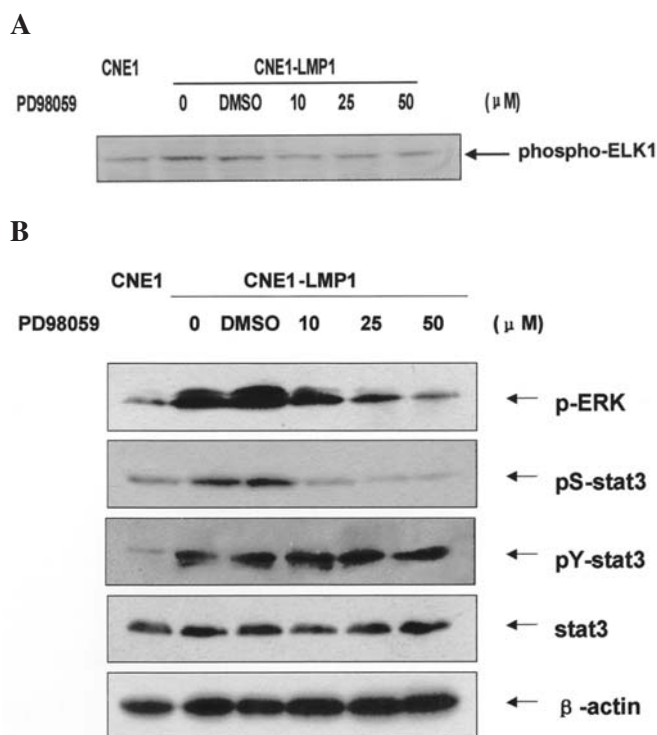 A
CNE1 CNE1-LMP1
PD98059 0 DMSO 10 25 50 (μM)
phospho-ELK1
B
CNE1 CNE1-LMP1
PD98059 0 DMSO 10 25 50 (μM)
p-ERK
pS-stat3
pY-stat3
stat3
β-actin